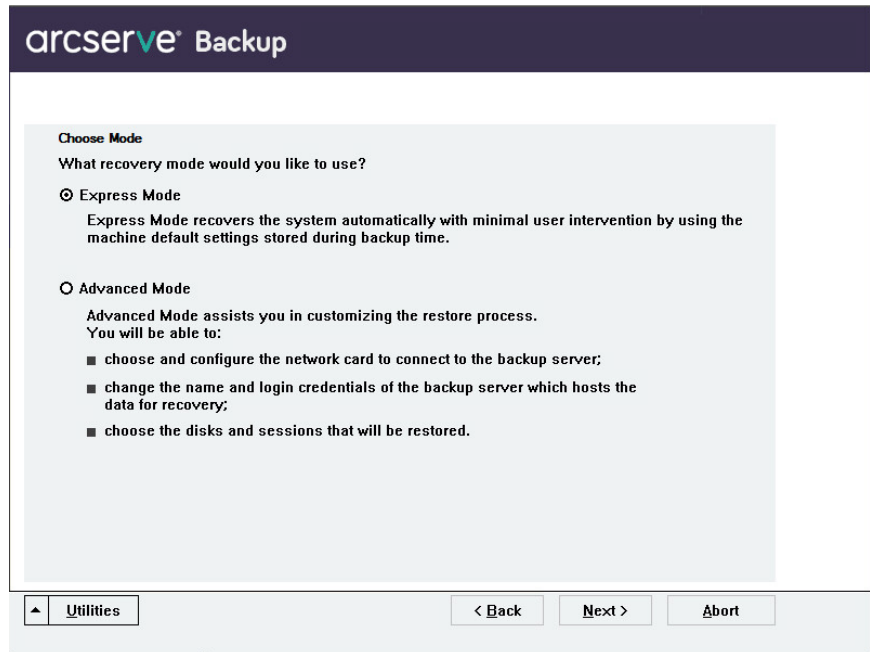 arcserve® Backup
Choose Mode
What recovery mode would you like to use?
Express Mode
Express Mode recovers the system automatically with minimal user intervention by using the
machine default settings stored during backup time.
Advanced Mode
Advanced Mode assists you in customizing the restore process.
You will be able to:
choose and configure the network card to connect to the backup server;
change the name and login credentials of the backup server which hosts the
data for recovery;
choose the disks and sessions that will be restored.
Utilities
< Back
Next >
Abort